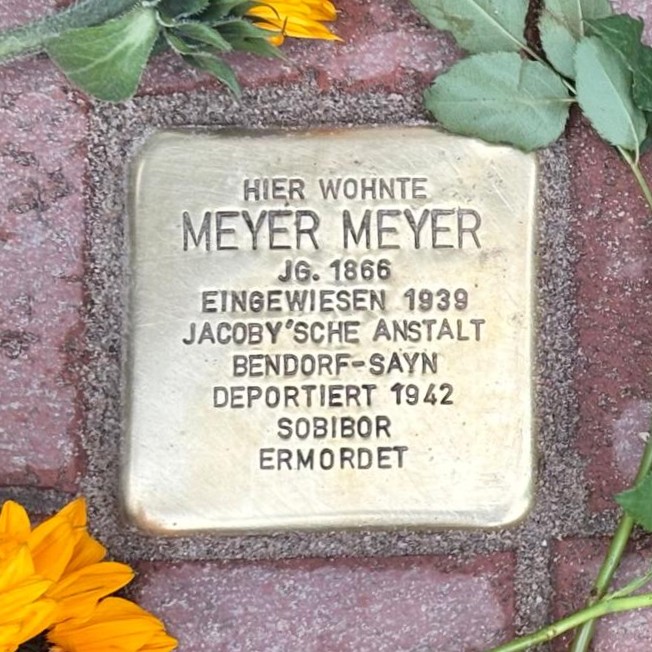 HIER WOHNTE
MEYER MEYER
JG. 1866
EINGEWIESEN 1939
JACOBY'SCHE ANSTALT
BENDORF-SAYN
DEPORTIERT 1942
SOBIBOR
ERMORDET